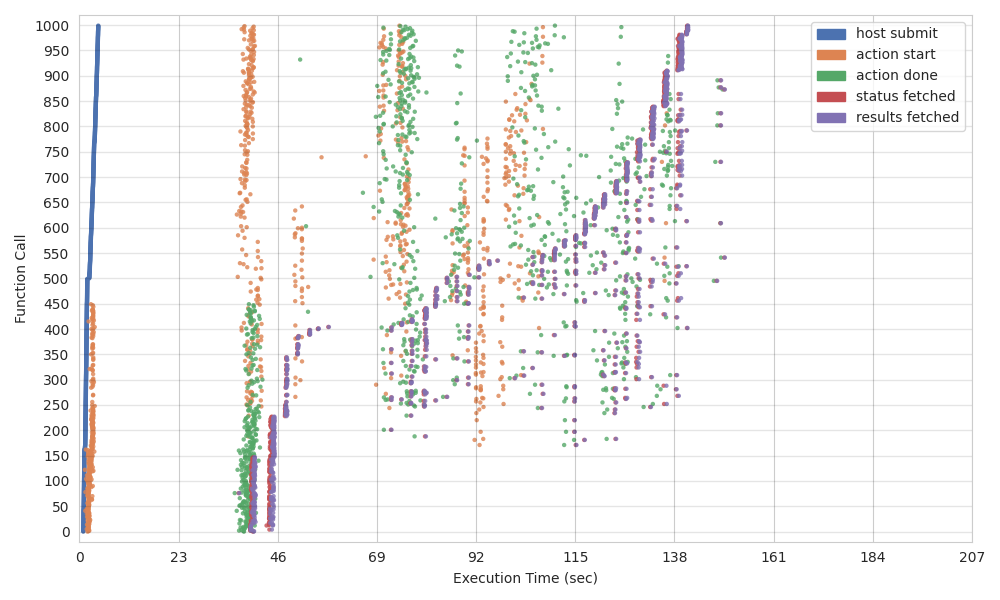 1000
950
900
850
800
750
700
650
600
550
500
450
400
350
300
250
200
150
100
50
0
Function Call
0 23 46 69 92 115 138 161 184 207
Execution Time (sec)
host submit
action start
action done
status fetched
results fetched